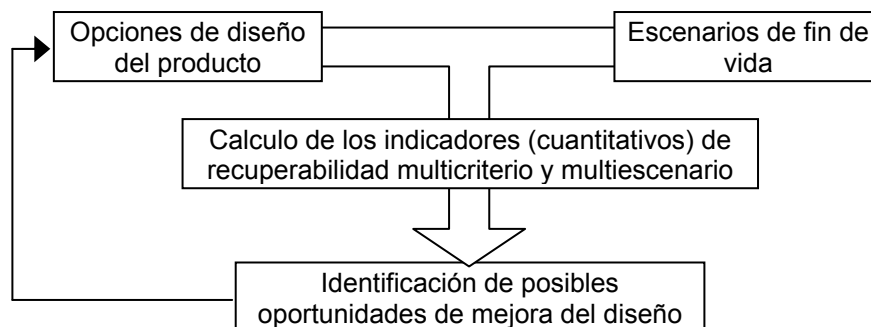 Opciones de diseño
del producto
Escenarios de fin de
vida
Calculo de los indicadores (cuantitativos) de
recuperabilidad multicriterio y multiescenario
Identificación de posibles
oportunidades de mejora del diseño